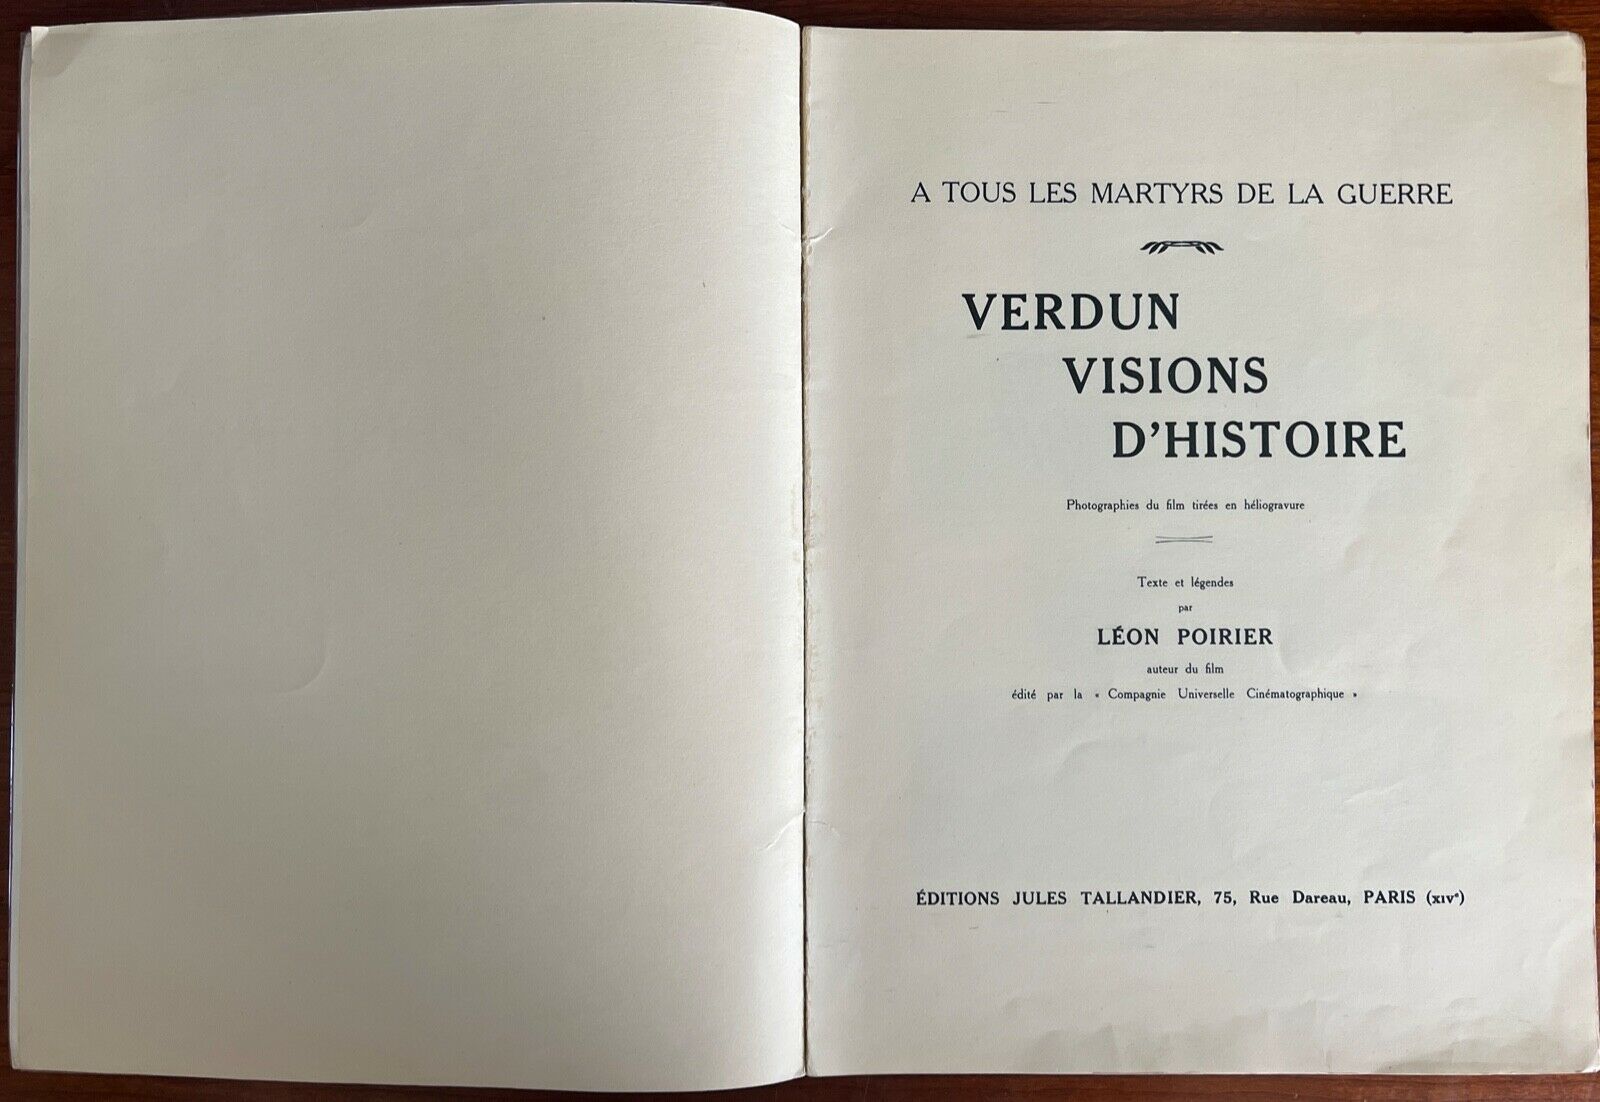 A TOUS LES MARTYRS DE LA GUERRE
VERDUN
VISIONS
D'HISTOIRE
Photographies du film tirées en héliogravure
Texte et légendes
par
LÉON POIRIER
auteur du film
édité par la « Compagnie Universelle Cinématographique »
ÉDITIONS JULES TALLANDIER, 75, Rue Dareau, PARIS (XIVᵉ)